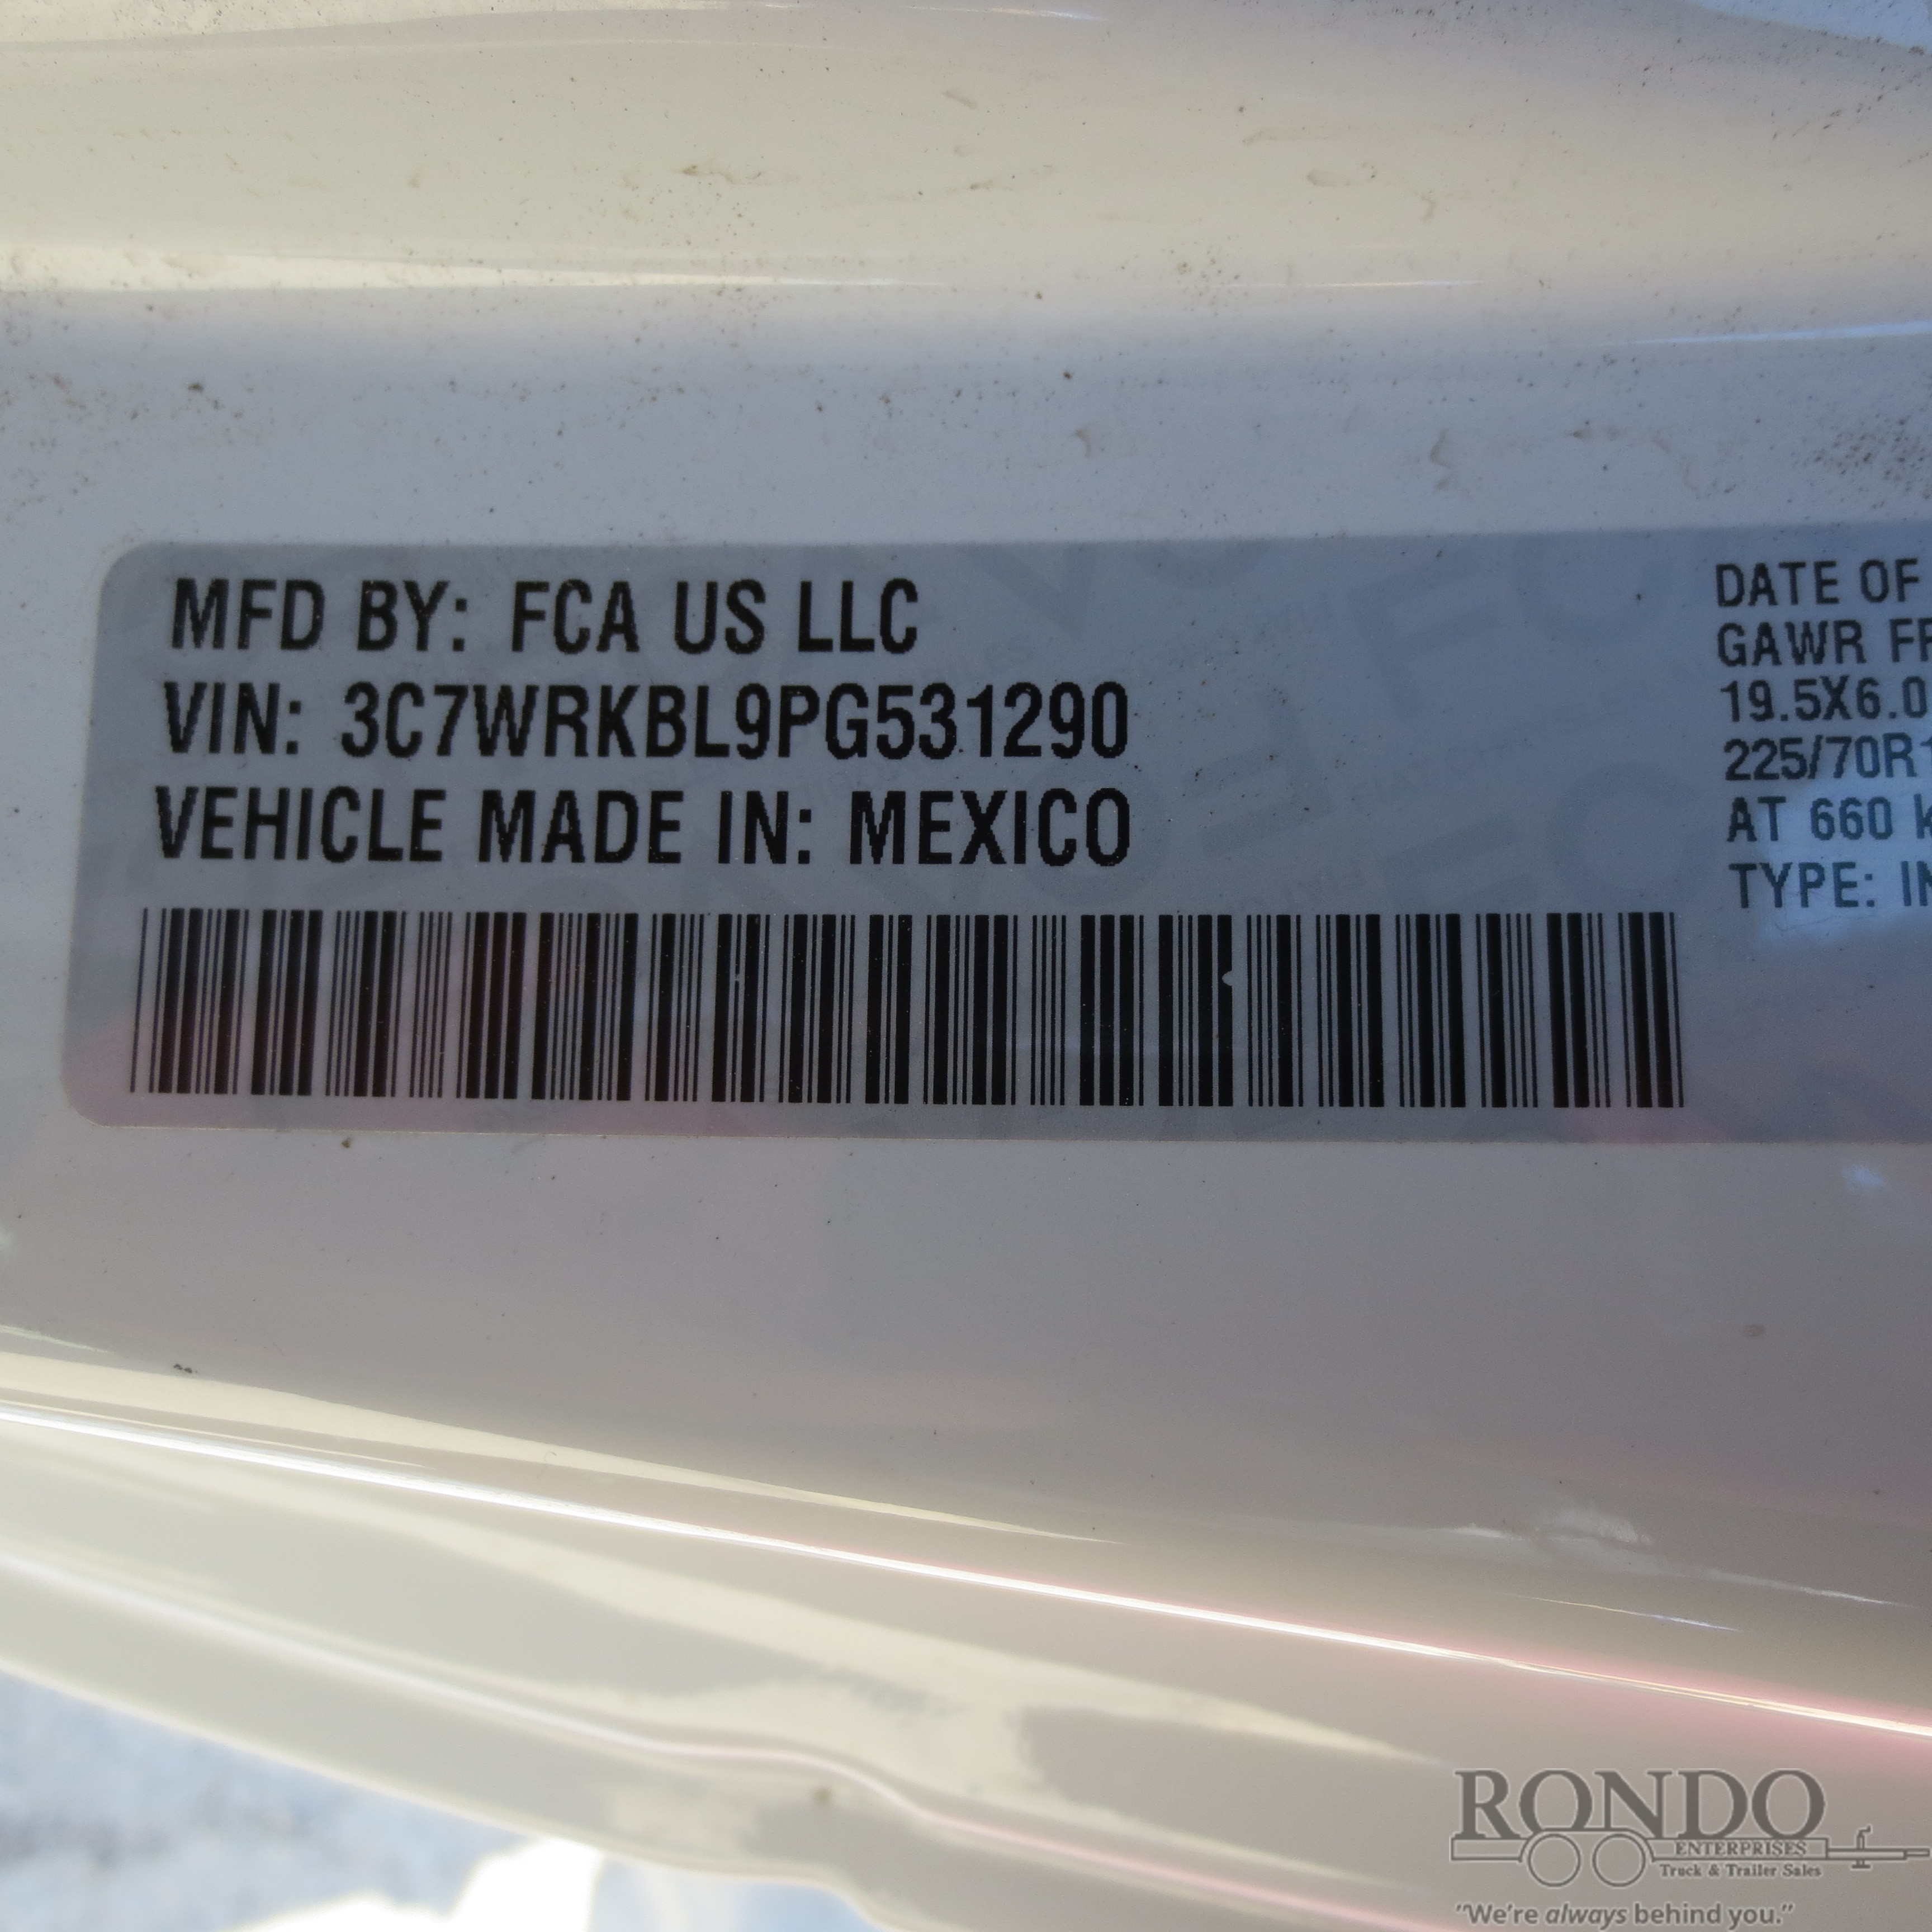 MFD BY: FCA US LLC
VIN: 3C7WRKBL9PG531290
VEHICLE MADE IN: MEXICO
DATE OF
GAWR
19.5X6.0
225/70R1
AT 660
TYPE:
RONDO
ENTERPRISES
Truck & Trailer Sales
"We're always behind you."